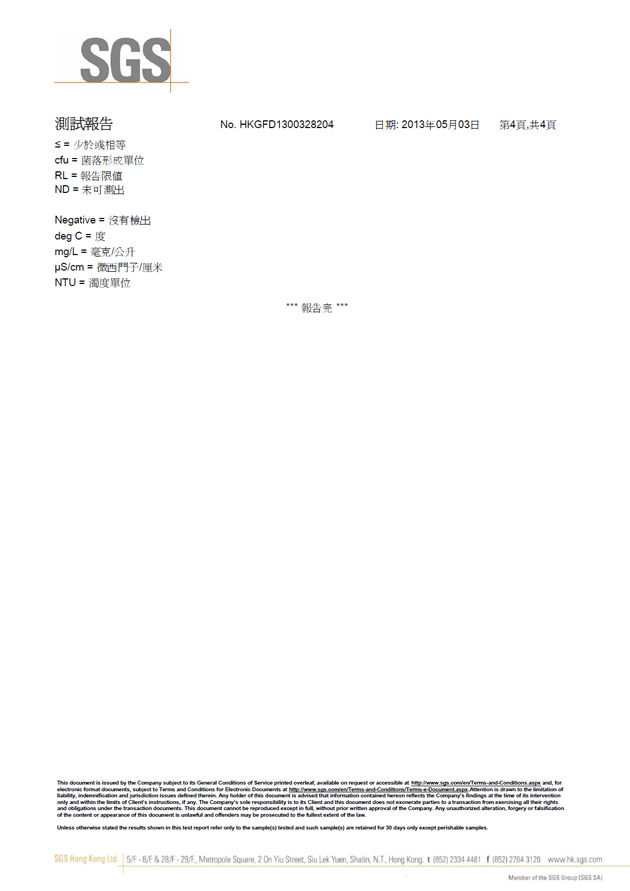 SGS
測試報告 No. HKGFD1300328204 日期: 2013年05月03日 第4頁,共4頁
≤ = 少於或相等
cfu = 菌落形成單位
RL = 報告限值
ND = 未可測出
Negative = 沒有檢出
deg C = 度
mg/L = 毫克/公升
µS/cm = 微西門子/厘米
NTU = 濁度單位
*** 報告完 ***
This document is issued by the Company subject to its General Conditions of Service printed overleaf, available on request or accessible at http://www.sgs.com/en/Terms-and-Conditions.aspx and, for
electronic format documents, subject to Terms and Conditions for Electronic Documents at http://www.sgs.com/en/Terms-and-Conditions/Terms-e-Document.aspx.Attention is drawn to the limitation of
liability, indemnification and jurisdiction issues defined therein. Any holder of this document is advised that information contained hereon reflects the Company's findings at the time of its intervention
only and within the limits of Client's instructions, if any. The Company's sole responsibility is to its Client and this document does not exonerate parties to a transaction from exercising all their rights
and obligations under the transaction documents. This document cannot be reproduced except in full, without prior written approval of the Company. Any unauthorized alteration, forgery or falsification
of the content or appearance of this document is unlawful and offenders may be prosecuted to the fullest extent of the law.
Unless otherwise stated the results shown in this test report refer only to the sample(s) tested and such sample(s) are retained for 30 days only except perishable samples.
SGS Hong Kong Ltd. 5/F - 8/F & 28/F - 29/F., Metropole Square, 2 On Yiu Street, Siu Lek Yuen, Shatin, N.T., Hong Kong. t (852) 2334 4481 f (852) 2764 3126 www.hk.sgs.com
Member of the SGS Group (SGS SA)